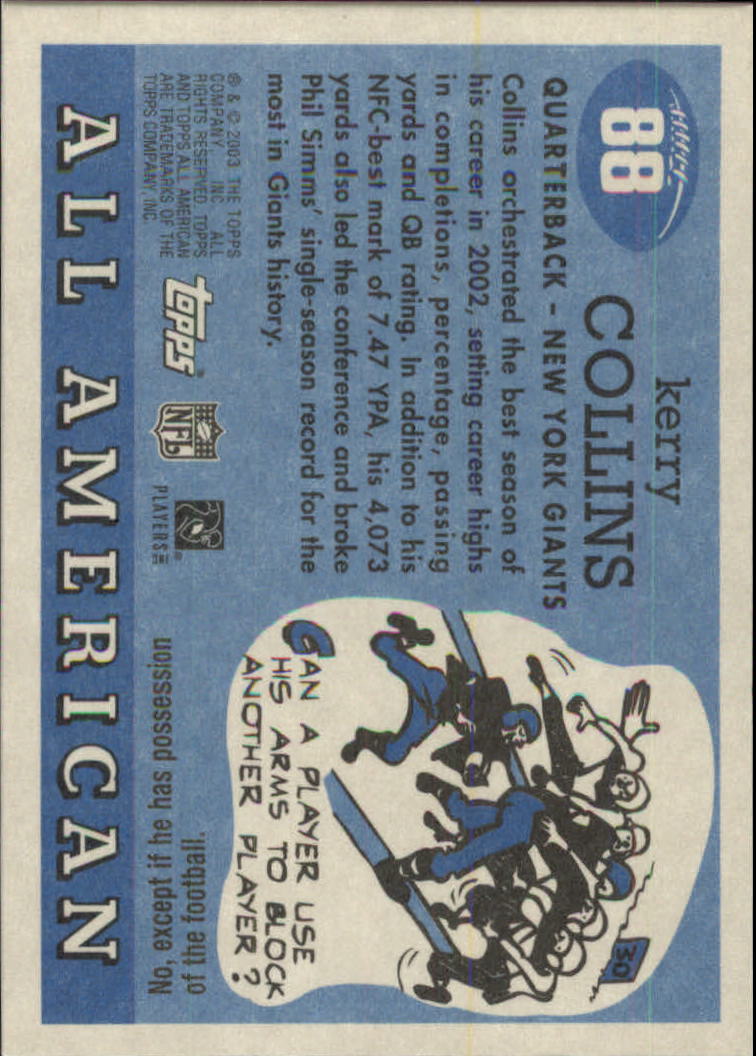 88
kerry
COLLINS
QUARTERBACK – NEW YORK GIANTS
Collins orchestrated the best season of
his career in 2002, setting career highs
in completions, percentage, passing
yards and QB rating. In addition to his
NFC-best mark of 7.47 YPA, his 4,073
yards also led the conference and broke
Phil Simms' single-season record for the
most in Giants history.
® & © 2003 THE TOPPS
COMPANY, INC. ALL
RIGHTS RESERVED. TOPPS
AND TOPPS ALL AMERICAN
ARE TRADEMARKS OF THE
TOPPS COMPANY, INC.
topps®
NFL
PLAYERS
30
CAN A PLAYER USE
HIS ARMS TO BLOCK
ANOTHER PLAYER?
No, except if he has possession
of the football.
ALL AMERICAN